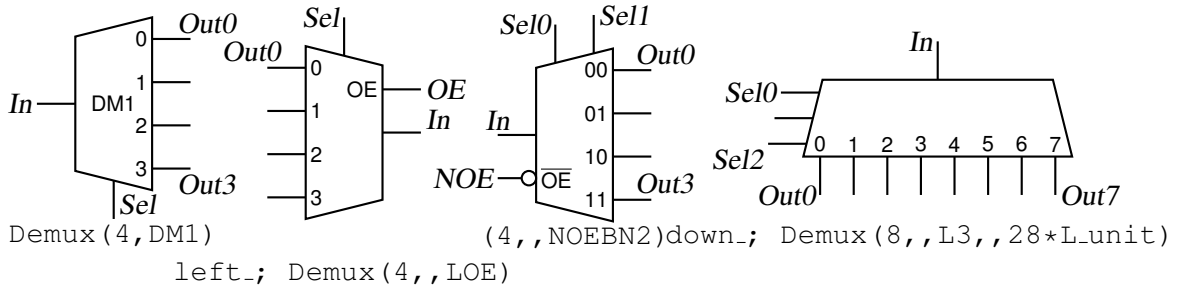 Out0
0
1
In
DM1
2
3
Out3
Sel
Demux(4,DM1)
Sel
Out0
0
OE
OE
1
In
2
3
left_; Demux(4,,LOE)
Sel0
Sel1
00
Out0
01
In
10
NOE
OE
Out3
11
(4,,NOEBN2)
In
Sel0
Sel2
0 1 2 3 4 5 6 7
Out0
Out7
down_; Demux(8,,L3,,28*L_unit)